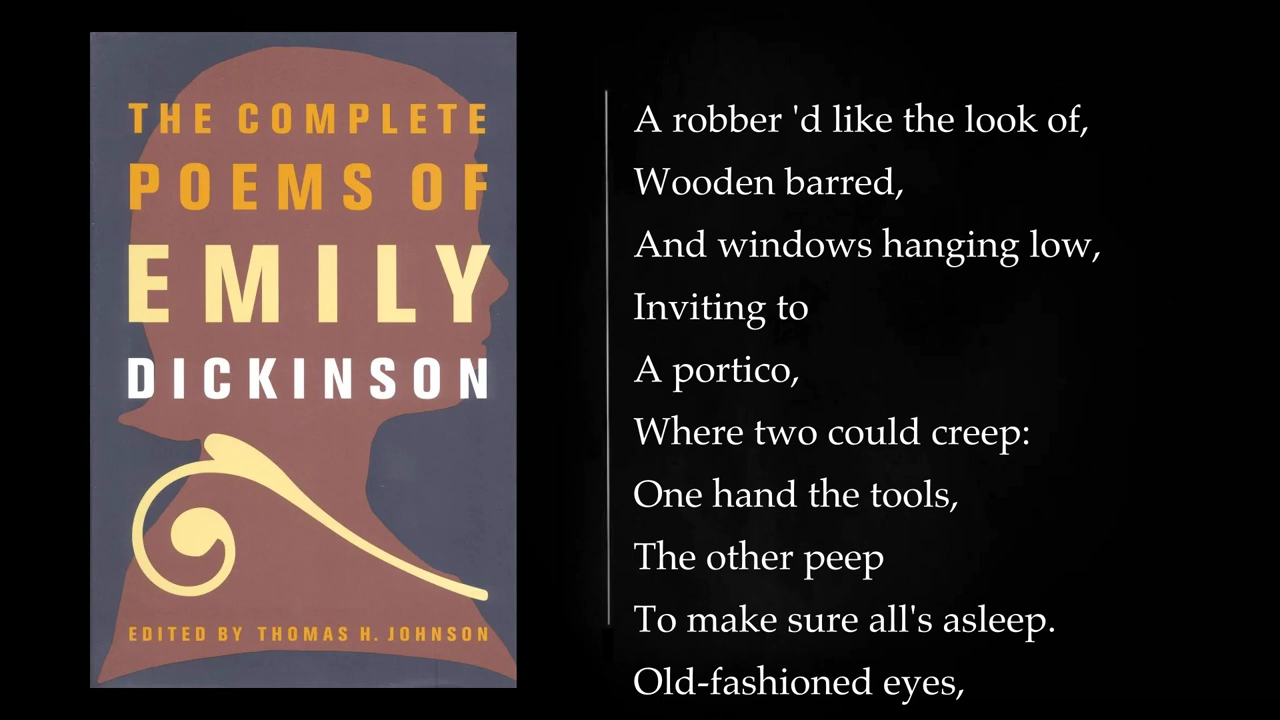 THE COMPLETE
POEMS OF
EMILY
DICKINSON
EDITED BY THOMAS H. JOHNSON
A robber 'd like the look of,
Wooden barred,
And windows hanging low,
Inviting to
A portico,
Where two could creep:
One hand the tools,
The other peep
To make sure all's asleep.
Old-fashioned eyes,